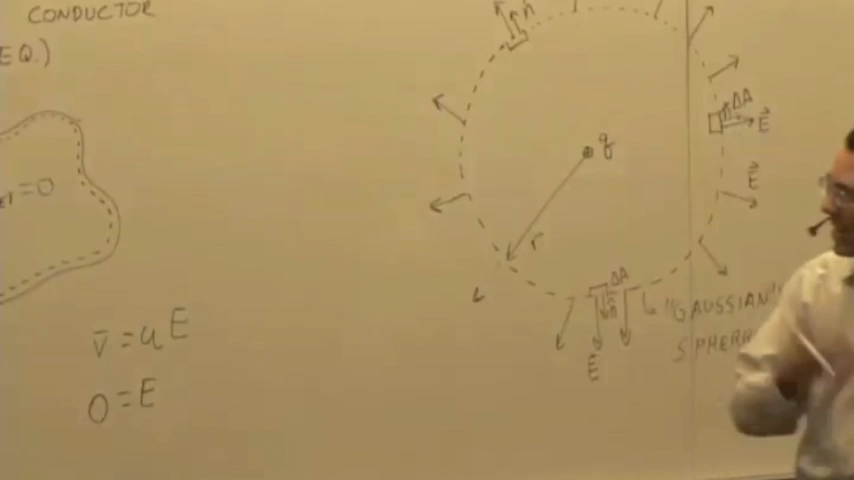 CONDUCTOR
EQ.)
=0
v̄ = uE
0 = E
n̂
ΔA
n̂
E⃗
q
E⃗
r
ΔA
n̂
E
"GAUSSIAN"
SPHERE